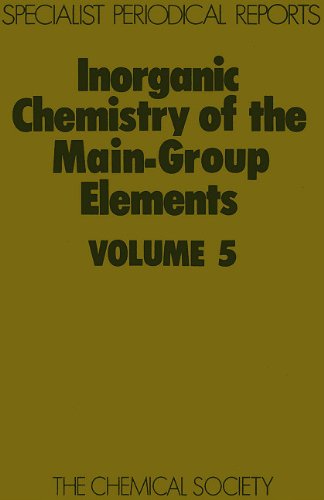 SPECIALIST PERIODICAL REPORTS
Inorganic
Chemistry of the
Main-Group
Elements
VOLUME 5
THE CHEMICAL SOCIETY